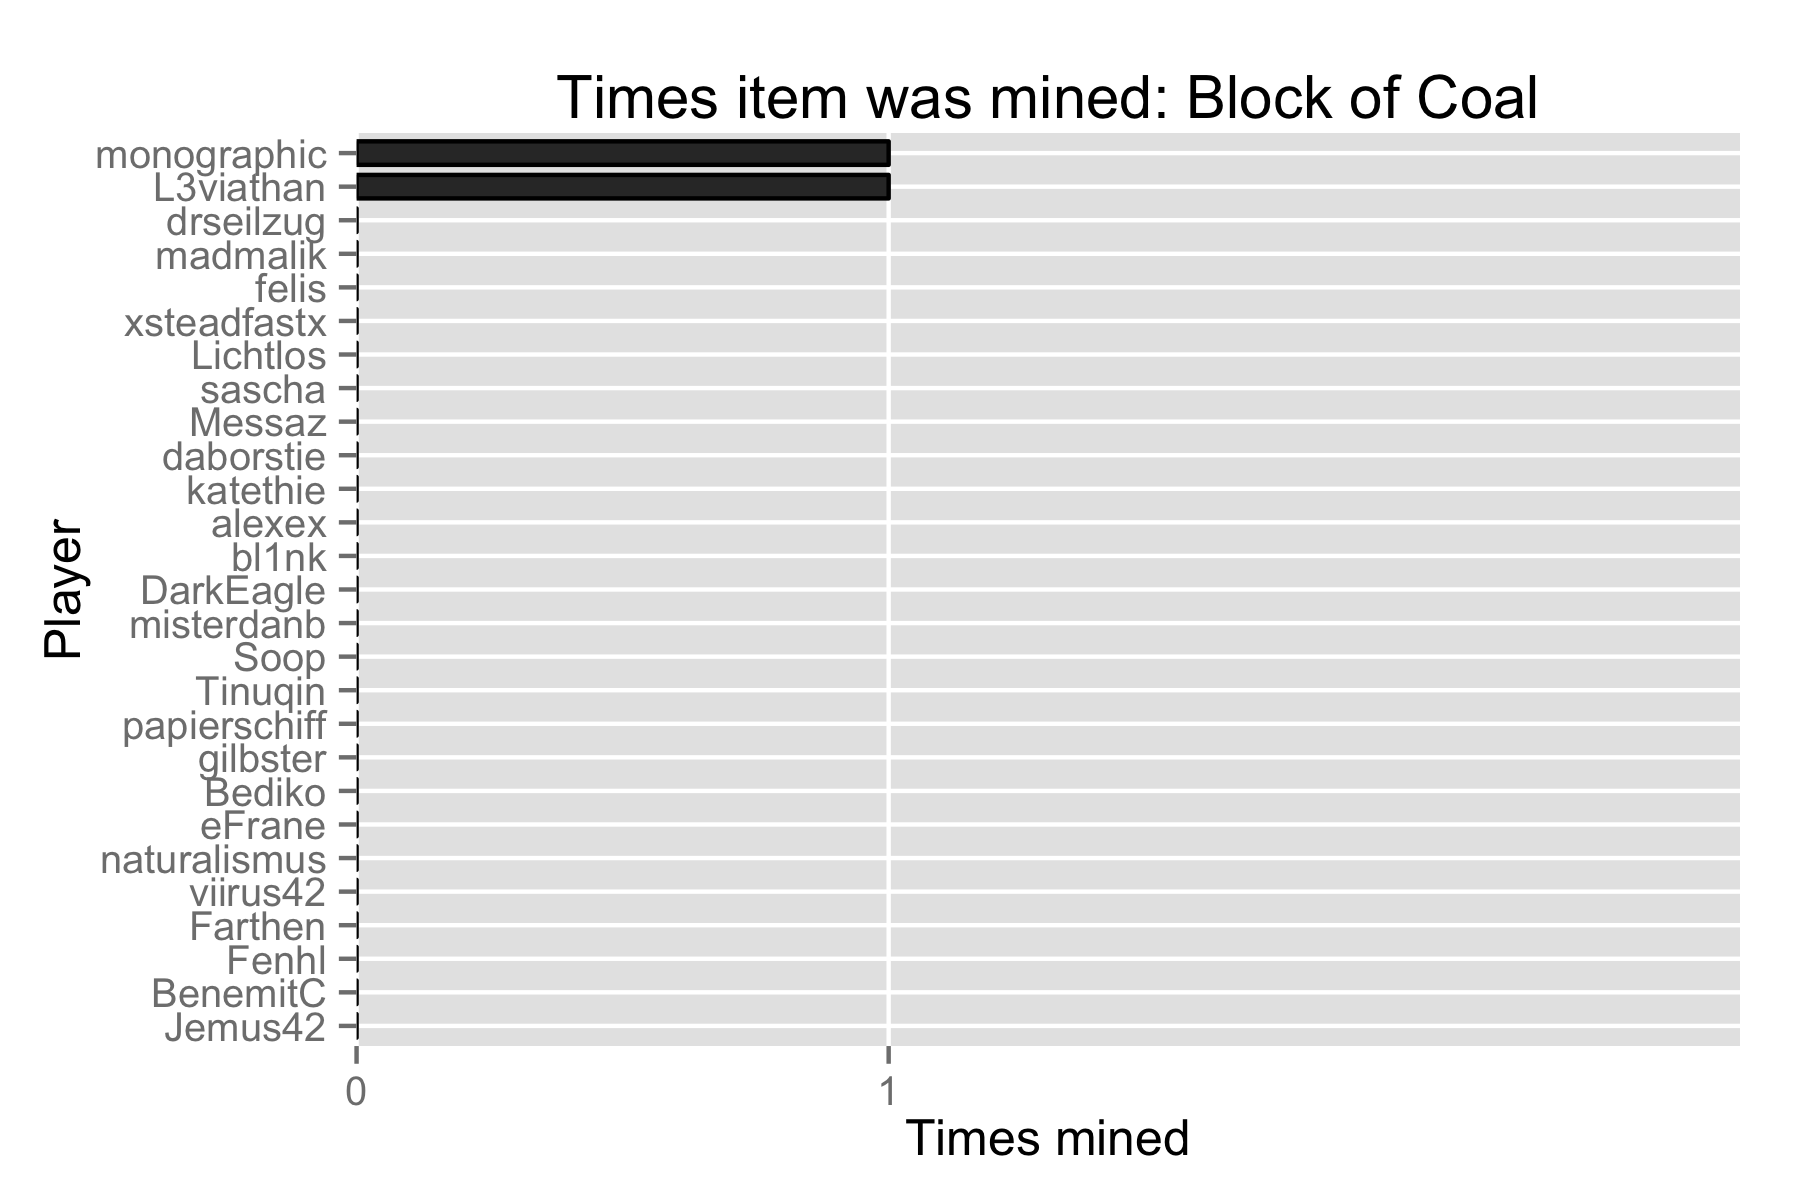 Times item was mined: Block of Coal
monographic
L3viathan
drseilzug
madmalik
felis
xsteadfastx
Lichtlos
sascha
Messaz
daborstie
katethie
alexex
bl1nk
DarkEagle
misterdanb
Soop
Tinuqin
papierschiff
gilbster
Bediko
eFrane
naturalismus
viirus42
Farthen
Fenhl
BenemitC
Jemus42
Player
0 1
Times mined